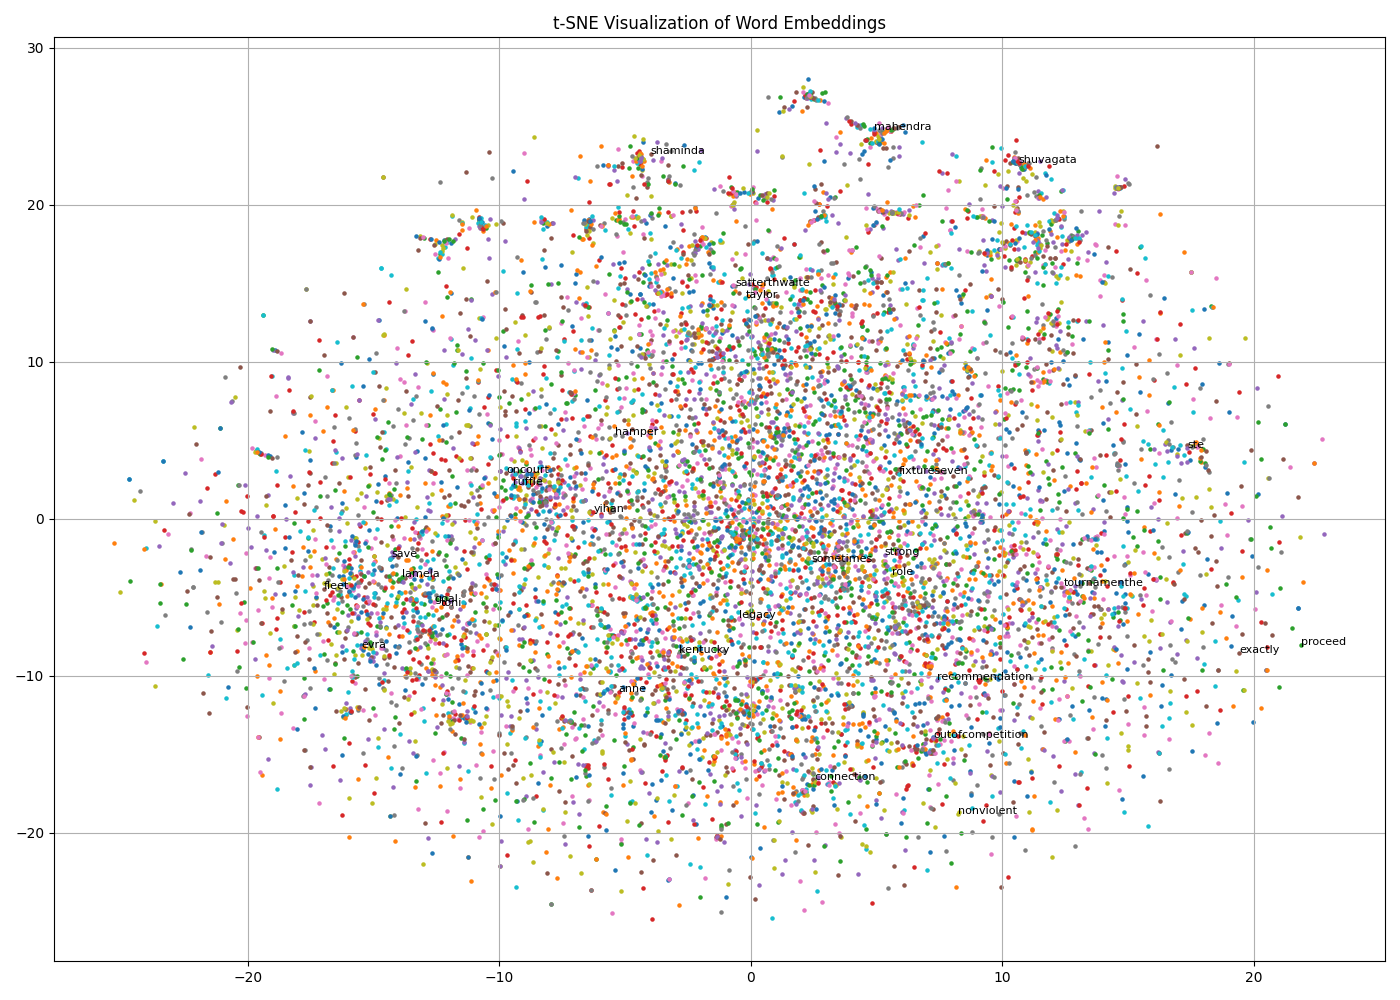 t-SNE Visualization of Word Embeddings
30
20
10
0
−10
−20
mahendra
shaminda
shuvagata
satterthwaite
taylor
hamper
ste
oncourt
ruffle
fixtureseven
yihan
save
strong
sometimes
role
lamela
fleet
tournamenthe
goal
toni
legacy
evra
kentucky
proceed
exactly
recommendation
anne
outofcompetition
connection
nonviolent
−20 −10 0 10 20